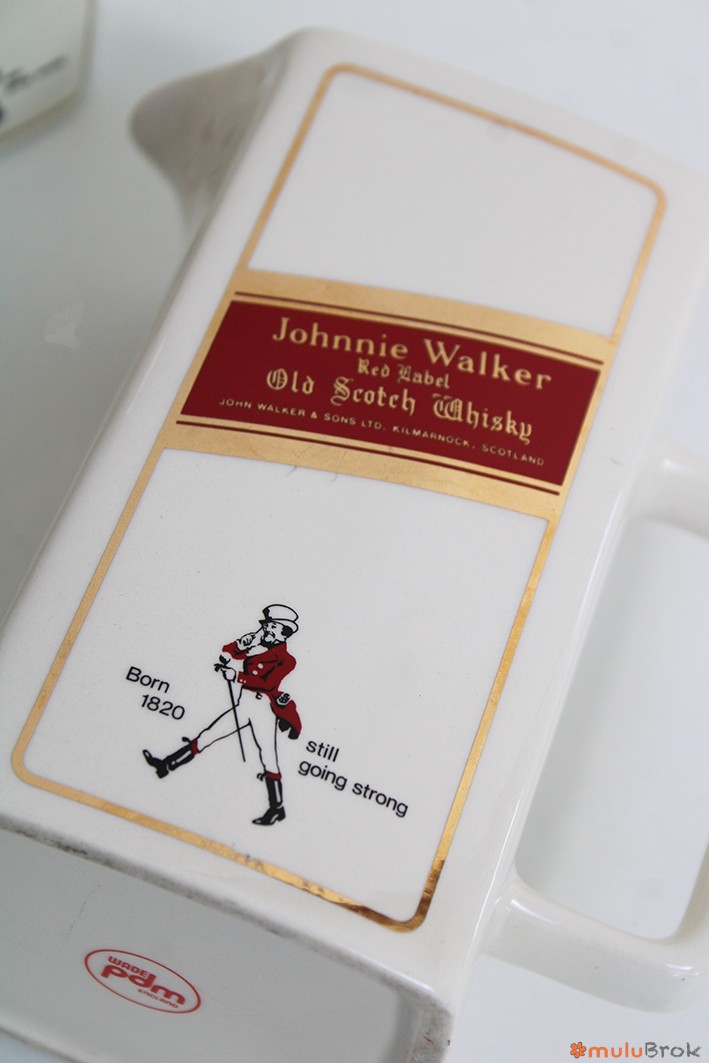 Johnnie Walker
Red Label
Old Scotch Whisky
JOHN WALKER & SONS LTD. KILMARNOCK, SCOTLAND
Born
1820
still
going strong
WADE
pdm
ENGLAND
muluBrok